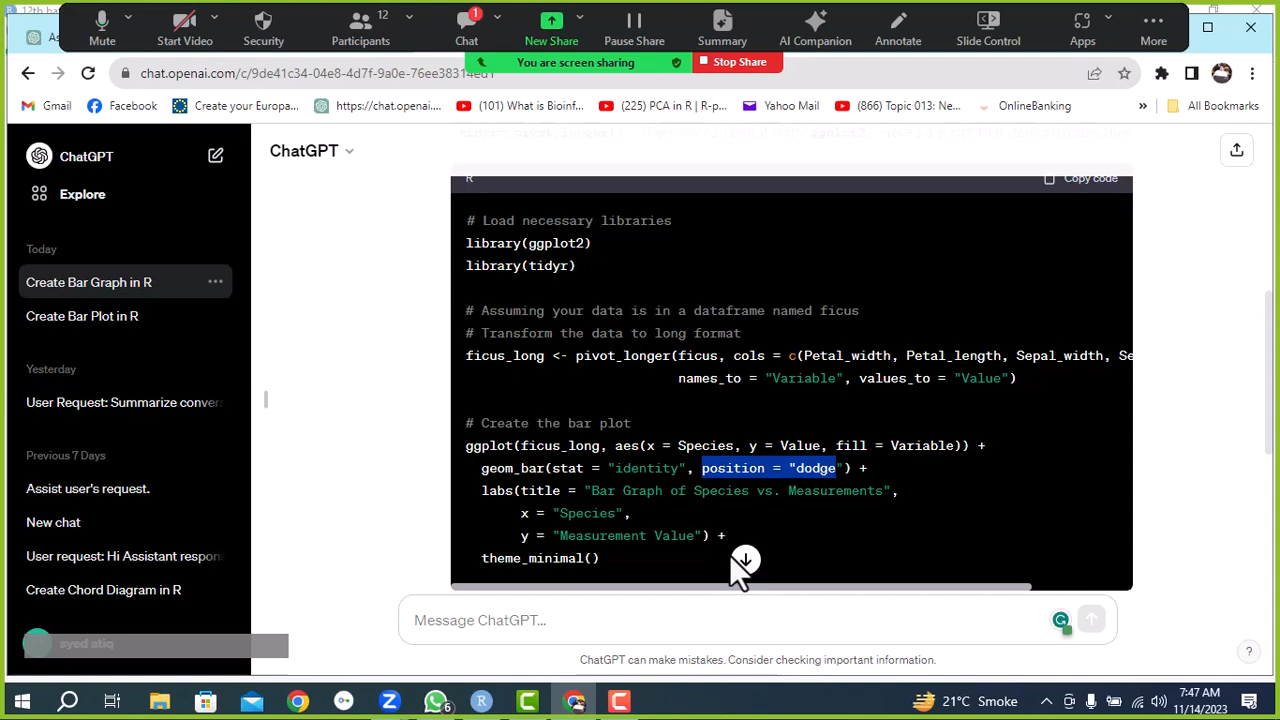 12th ba
Mute
Start Video
Security
12
Participants
1
Chat
New Share
Pause Share
Summary
AI Companion
Annotate
Slide Control
Apps
More
You are screen sharing
Stop Share
chat.openai.com/c/9de41c34-04e8-4d7f-9a0e-76ee38314ed1
Gmail
Facebook
Create your Europa...
https://chat.openai....
(101) What is Bioinf...
(225) PCA in R | R-p...
Yahoo Mail
(866) Topic 013: Ne...
OnlineBanking
»
All Bookmarks
ChatGPT
Explore
Today
Create Bar Graph in R
Create Bar Plot in R
Yesterday
User Request: Summarize conver
Previous 7 Days
Assist user's request.
New chat
User request: Hi Assistant respon
Create Chord Diagram in R
syed atiq
ChatGPT
R
Copy code
# Load necessary libraries
library(ggplot2)
library(tidyr)
# Assuming your data is in a dataframe named ficus
# Transform the data to long format
ficus_long <- pivot_longer(ficus, cols = c(Petal_width, Petal_length, Sepal_width, Se
names_to = "Variable", values_to = "Value")
# Create the bar plot
ggplot(ficus_long, aes(x = Species, y = Value, fill = Variable)) +
geom_bar(stat = "identity", position = "dodge") +
labs(title = "Bar Graph of Species vs. Measurements",
x = "Species",
y = "Measurement Value") +
theme_minimal()
Message ChatGPT...
ChatGPT can make mistakes. Consider checking important information.
?
6
21°C Smoke
7:47 AM
11/14/2023